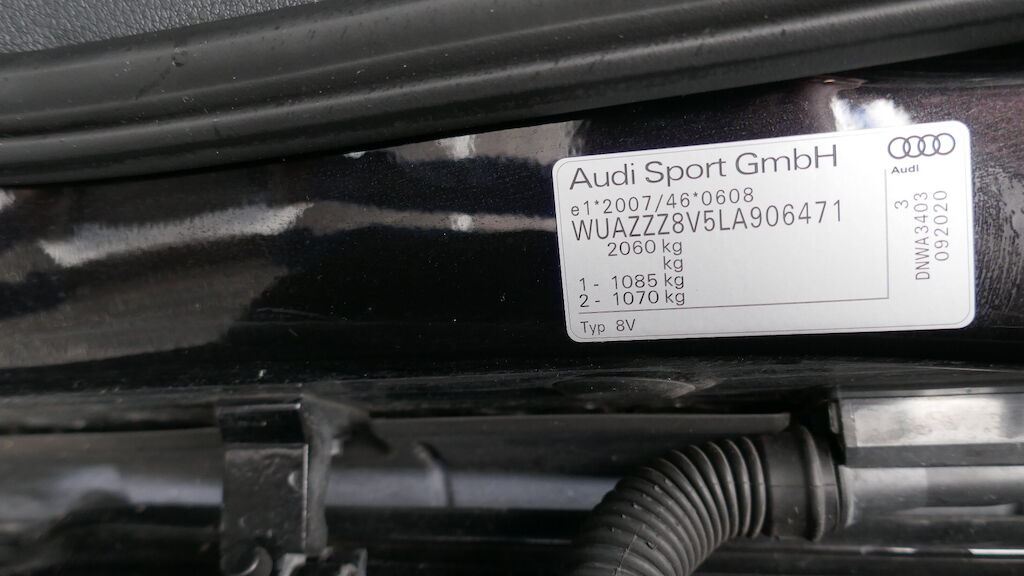 Audi Sport GmbH
e1*2007/46*0608
WUAZZZ8V5LA906471
2060 kg
kg
1 - 1085 kg
2 - 1070 kg
Typ 8V
Audi
3
DNWA3403
092020